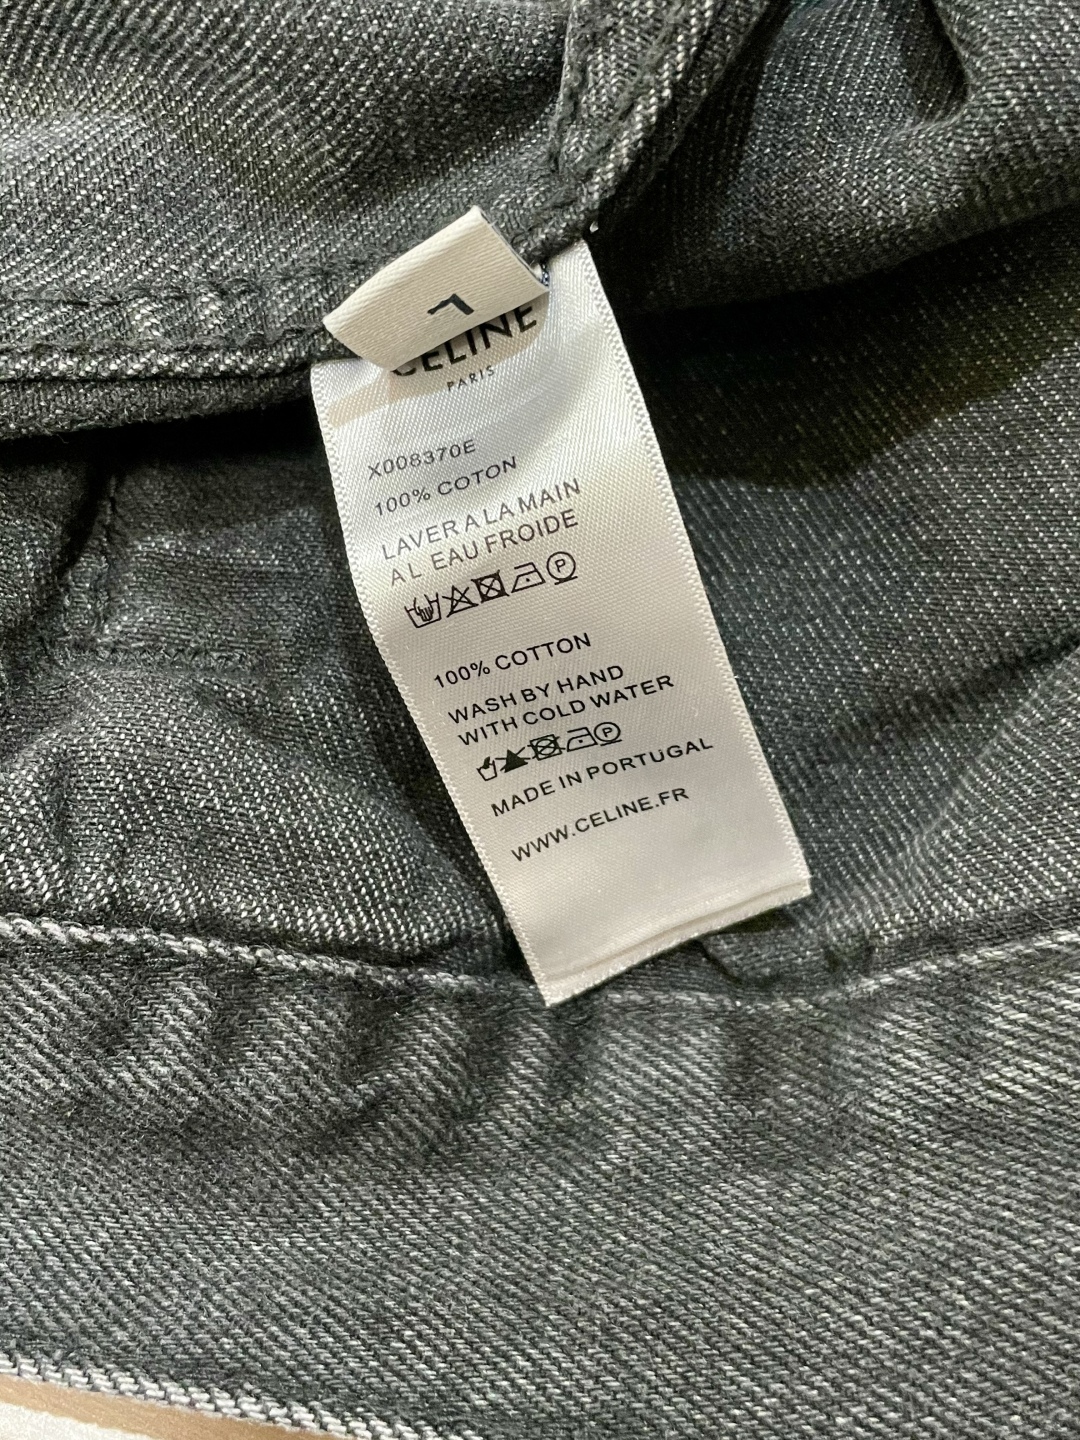 L
CELINE
PARIS
X008370E
100% COTON
LAVER A LA MAIN
A L EAU FROIDE
P
100% COTTON
WASH BY HAND
WITH COLD WATER
P
MADE IN PORTUGAL
WWW.CELINE.FR